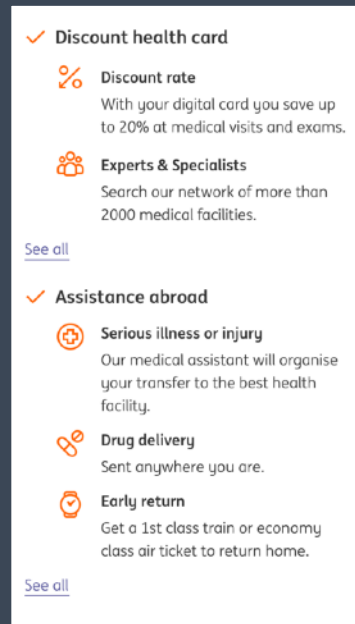 Discount health card
Discount rate
With your digital card you save up
to 20% at medical visits and exams.
Experts & Specialists
Search our network of more than
2000 medical facilities.
See all
Assistance abroad
Serious illness or injury
Our medical assistant will organise
your transfer to the best health
facility.
Drug delivery
Sent anywhere you are.
Early return
Get a 1st class train or economy
class air ticket to return home.
See all